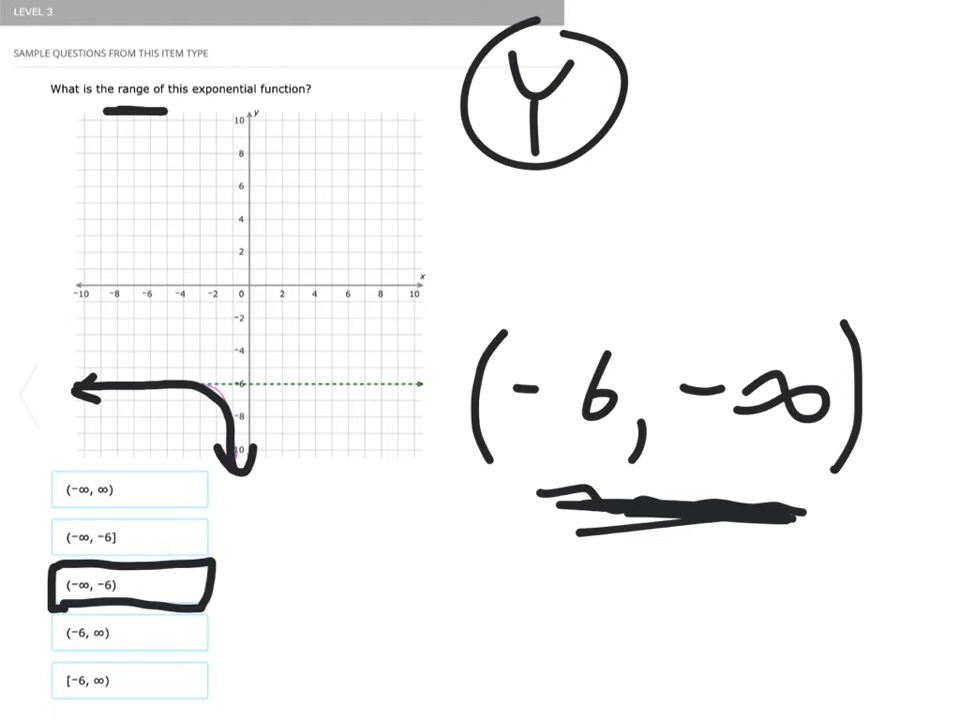 LEVEL 3
SAMPLE QUESTIONS FROM THIS ITEM TYPE
Y
What is the range of this exponential function?
y
10
8
6
4
2
x
-10 -8 -6 -4 -2 0 2 4 6 8 10
-2
-4
-6
-8
(-6, -∞)
(-∞, ∞)
(-∞, -6]
(-∞, -6)
(-6, ∞)
[-6, ∞)